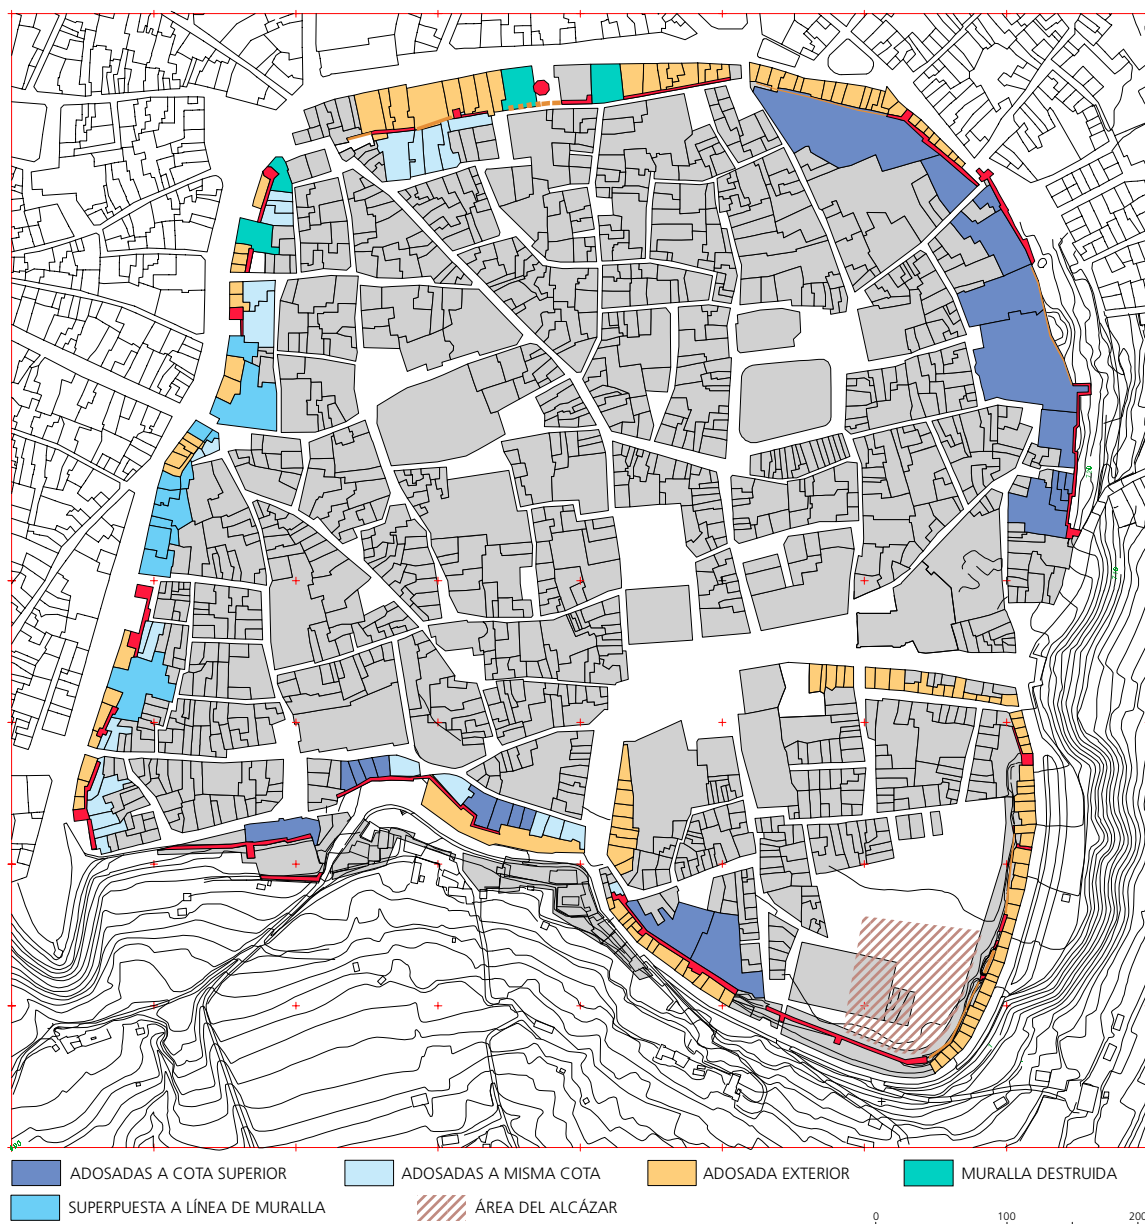 ADOSADAS A COTA SUPERIOR ADOSADAS A MISMA COTA ADOSADA EXTERIOR MURALLA DESTRUIDA
SUPERPUESTA A LÍNEA DE MURALLA ÁREA DEL ALCÁZAR
0 100 200